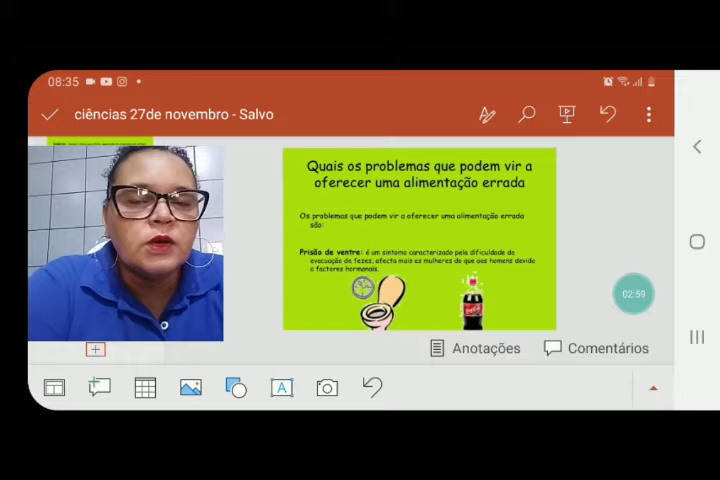 08:35
ciências 27de novembro - Salvo
Quais os problemas que podem vir a
oferecer uma alimentação errada
Os problemas que podem vir a oferecer uma alimentação errada
são:
Prisão de ventre: é um sintoma caracterizado pela dificuldade da
evacuação de fezes, afecta mais as mulheres do que aos homens devido
a factores hormonais.
02:59
Anotações
Comentários
A